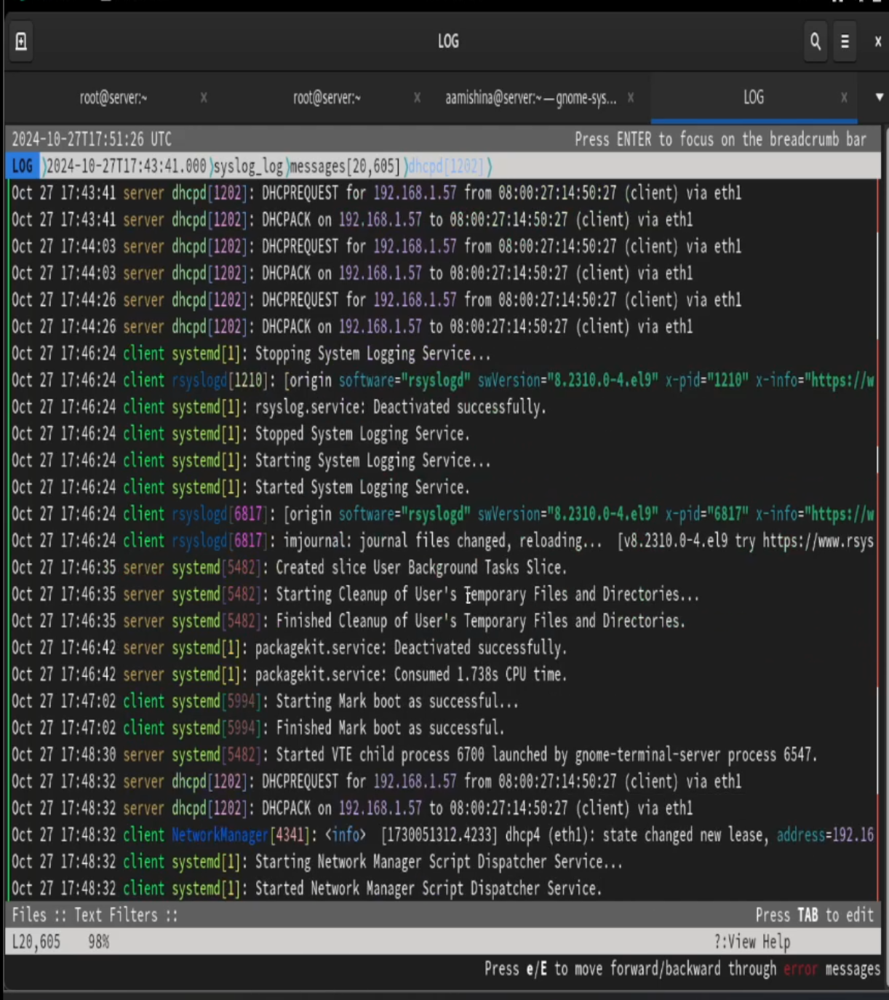 LOG
root@server:~ x root@server:~ x aamishina@server:~ — gnome-sys... x LOG x
2024-10-27T17:51:26 UTC Press ENTER to focus on the breadcrumb bar
LOG ⟩2024-10-27T17:43:41.000⟩syslog_log⟩messages[20,605]⟩dhcpd[1202]⟩
Oct 27 17:43:41 server dhcpd[1202]: DHCPREQUEST for 192.168.1.57 from 08:00:27:14:50:27 (client) via eth1
Oct 27 17:43:41 server dhcpd[1202]: DHCPACK on 192.168.1.57 to 08:00:27:14:50:27 (client) via eth1
Oct 27 17:44:03 server dhcpd[1202]: DHCPREQUEST for 192.168.1.57 from 08:00:27:14:50:27 (client) via eth1
Oct 27 17:44:03 server dhcpd[1202]: DHCPACK on 192.168.1.57 to 08:00:27:14:50:27 (client) via eth1
Oct 27 17:44:26 server dhcpd[1202]: DHCPREQUEST for 192.168.1.57 from 08:00:27:14:50:27 (client) via eth1
Oct 27 17:44:26 server dhcpd[1202]: DHCPACK on 192.168.1.57 to 08:00:27:14:50:27 (client) via eth1
Oct 27 17:46:24 client systemd[1]: Stopping System Logging Service...
Oct 27 17:46:24 client rsyslogd[1210]: [origin software="rsyslogd" swVersion="8.2310.0-4.el9" x-pid="1210" x-info="https://w
Oct 27 17:46:24 client systemd[1]: rsyslog.service: Deactivated successfully.
Oct 27 17:46:24 client systemd[1]: Stopped System Logging Service.
Oct 27 17:46:24 client systemd[1]: Starting System Logging Service...
Oct 27 17:46:24 client systemd[1]: Started System Logging Service.
Oct 27 17:46:24 client rsyslogd[6817]: [origin software="rsyslogd" swVersion="8.2310.0-4.el9" x-pid="6817" x-info="https://w
Oct 27 17:46:24 client rsyslogd[6817]: imjournal: journal files changed, reloading... [v8.2310.0-4.el9 try https://www.rsys
Oct 27 17:46:35 server systemd[5482]: Created slice User Background Tasks Slice.
Oct 27 17:46:35 server systemd[5482]: Starting Cleanup of User's Temporary Files and Directories...
Oct 27 17:46:35 server systemd[5482]: Finished Cleanup of User's Temporary Files and Directories.
Oct 27 17:46:42 server systemd[1]: packagekit.service: Deactivated successfully.
Oct 27 17:46:42 server systemd[1]: packagekit.service: Consumed 1.738s CPU time.
Oct 27 17:47:02 client systemd[5994]: Starting Mark boot as successful...
Oct 27 17:47:02 client systemd[5994]: Finished Mark boot as successful.
Oct 27 17:48:30 server systemd[5482]: Started VTE child process 6700 launched by gnome-terminal-server process 6547.
Oct 27 17:48:32 server dhcpd[1202]: DHCPREQUEST for 192.168.1.57 from 08:00:27:14:50:27 (client) via eth1
Oct 27 17:48:32 server dhcpd[1202]: DHCPACK on 192.168.1.57 to 08:00:27:14:50:27 (client) via eth1
Oct 27 17:48:32 client NetworkManager[4341]: <info> [1730051312.4233] dhcp4 (eth1): state changed new lease, address=192.16
Oct 27 17:48:32 client systemd[1]: Starting Network Manager Script Dispatcher Service...
Oct 27 17:48:32 client systemd[1]: Started Network Manager Script Dispatcher Service.
Files :: Text Filters :: Press TAB to edit
L20,605 98% ?:View Help
Press e/E to move forward/backward through error messages